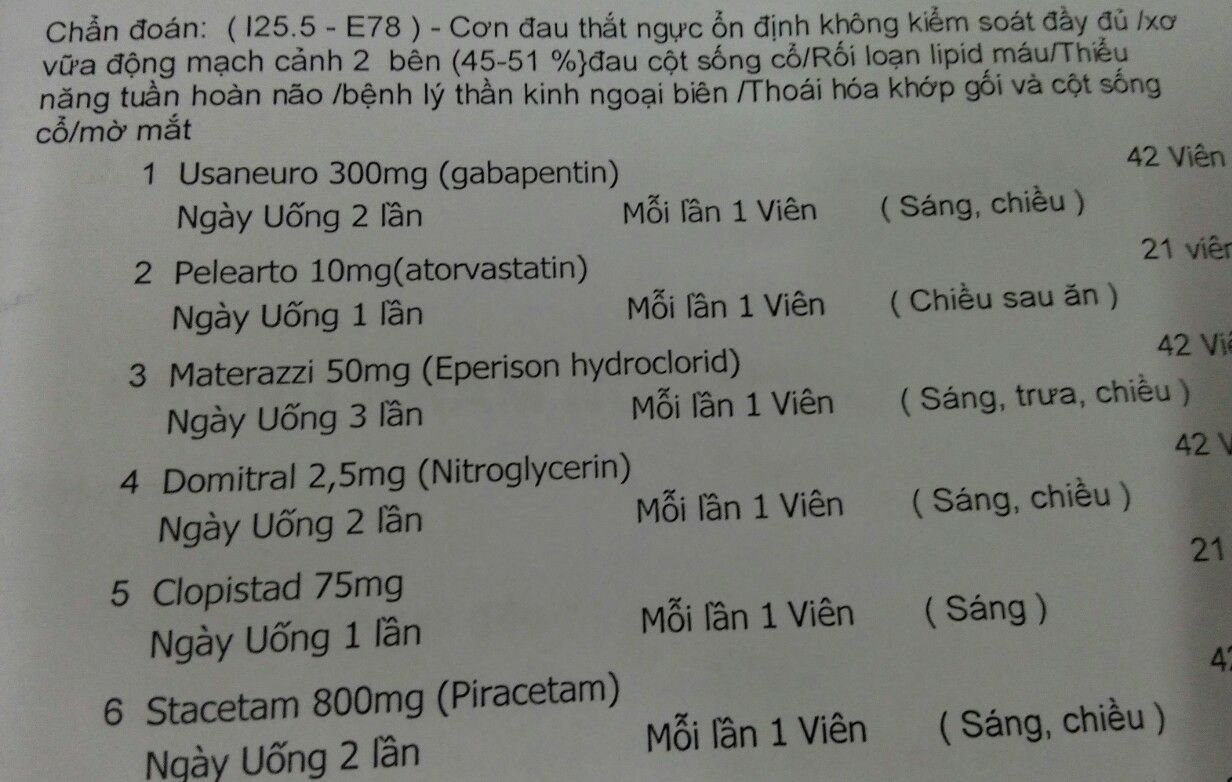 Chẩn đoán: ( I25.5 - E78 ) - Cơn đau thắt ngực ổn định không kiểm soát đầy đủ /xơ
vữa động mạch cảnh 2 bên (45-51 %}đau cột sống cổ/Rối loạn lipid máu/Thiểu
năng tuần hoàn não /bệnh lý thần kinh ngoại biên /Thoái hóa khớp gối và cột sống
cổ/mờ mắt
1 Usaneuro 300mg (gabapentin) 42 Viên
Ngày Uống 2 lần Mỗi lần 1 Viên ( Sáng, chiều )
2 Pelearto 10mg(atorvastatin) 21 viên
Ngày Uống 1 lần Mỗi lần 1 Viên ( Chiều sau ăn )
3 Materazzi 50mg (Eperison hydroclorid) 42 Viê
Ngày Uống 3 lần Mỗi lần 1 Viên ( Sáng, trưa, chiều )
4 Domitral 2,5mg (Nitroglycerin) 42 V
Ngày Uống 2 lần Mỗi lần 1 Viên ( Sáng, chiều )
5 Clopistad 75mg 21
Ngày Uống 1 lần Mỗi lần 1 Viên ( Sáng )
6 Stacetam 800mg (Piracetam)
Ngày Uống 2 lần Mỗi lần 1 Viên ( Sáng, chiều )